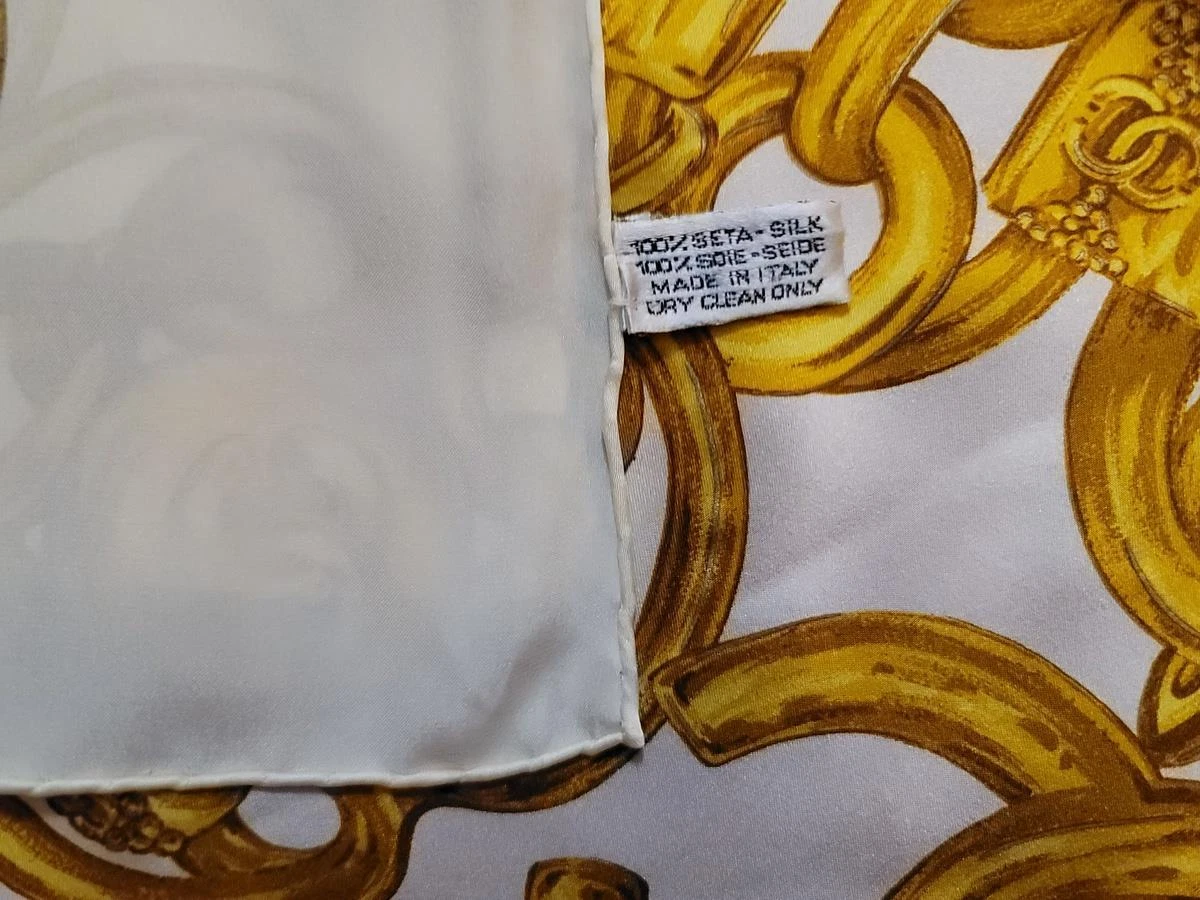 100% SETA - SILK
100% SOIE - SEIDE
MADE IN ITALY
DRY CLEAN ONLY